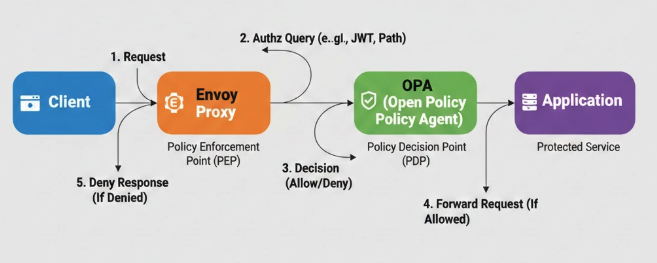 1. Request
2. Authz Query (e..gl., JWT, Path)
Client
E
Envoy
Proxy
OPA
(Open Policy
Policy Agent)
Application
Policy Enforcement
Point (PEP)
Policy Decision Point
(PDP)
Protected Service
3. Decision
(Allow/Deny)
5. Deny Response
(If Denied)
4. Forward Request (If
Allowed)